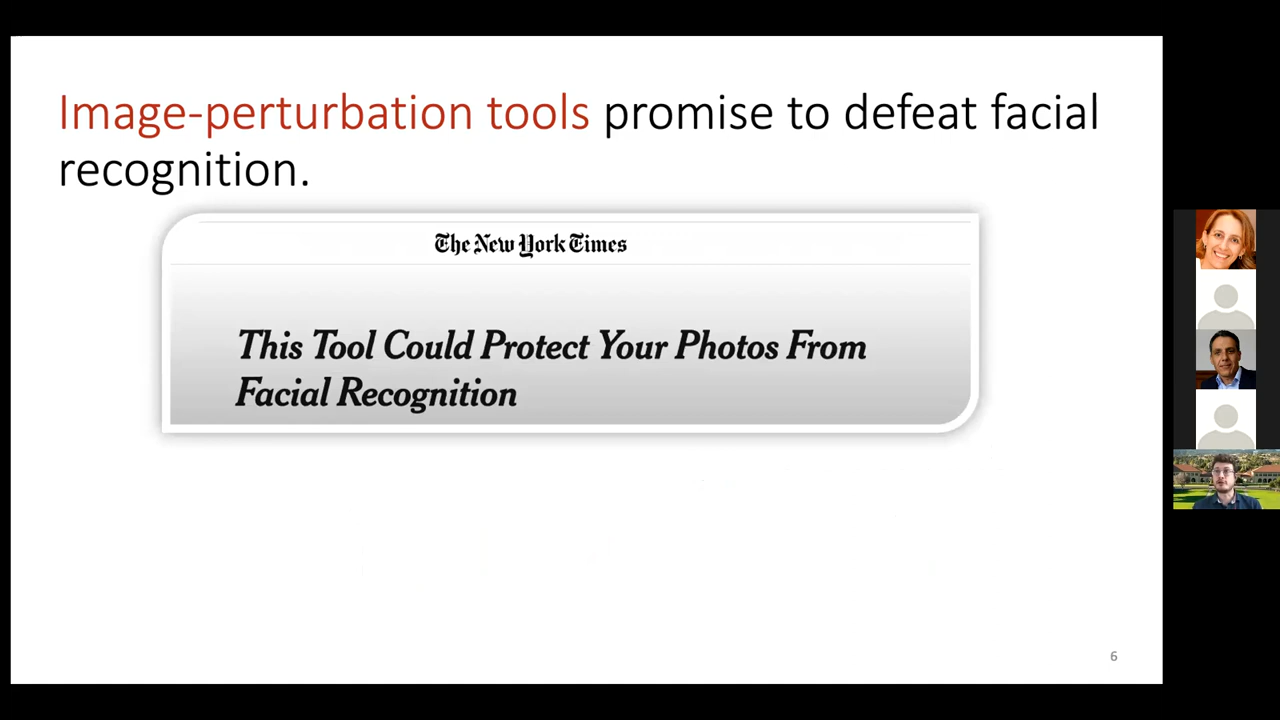 Image-perturbation tools promise to defeat facial
recognition.
The New York Times
This Tool Could Protect Your Photos From
Facial Recognition
6